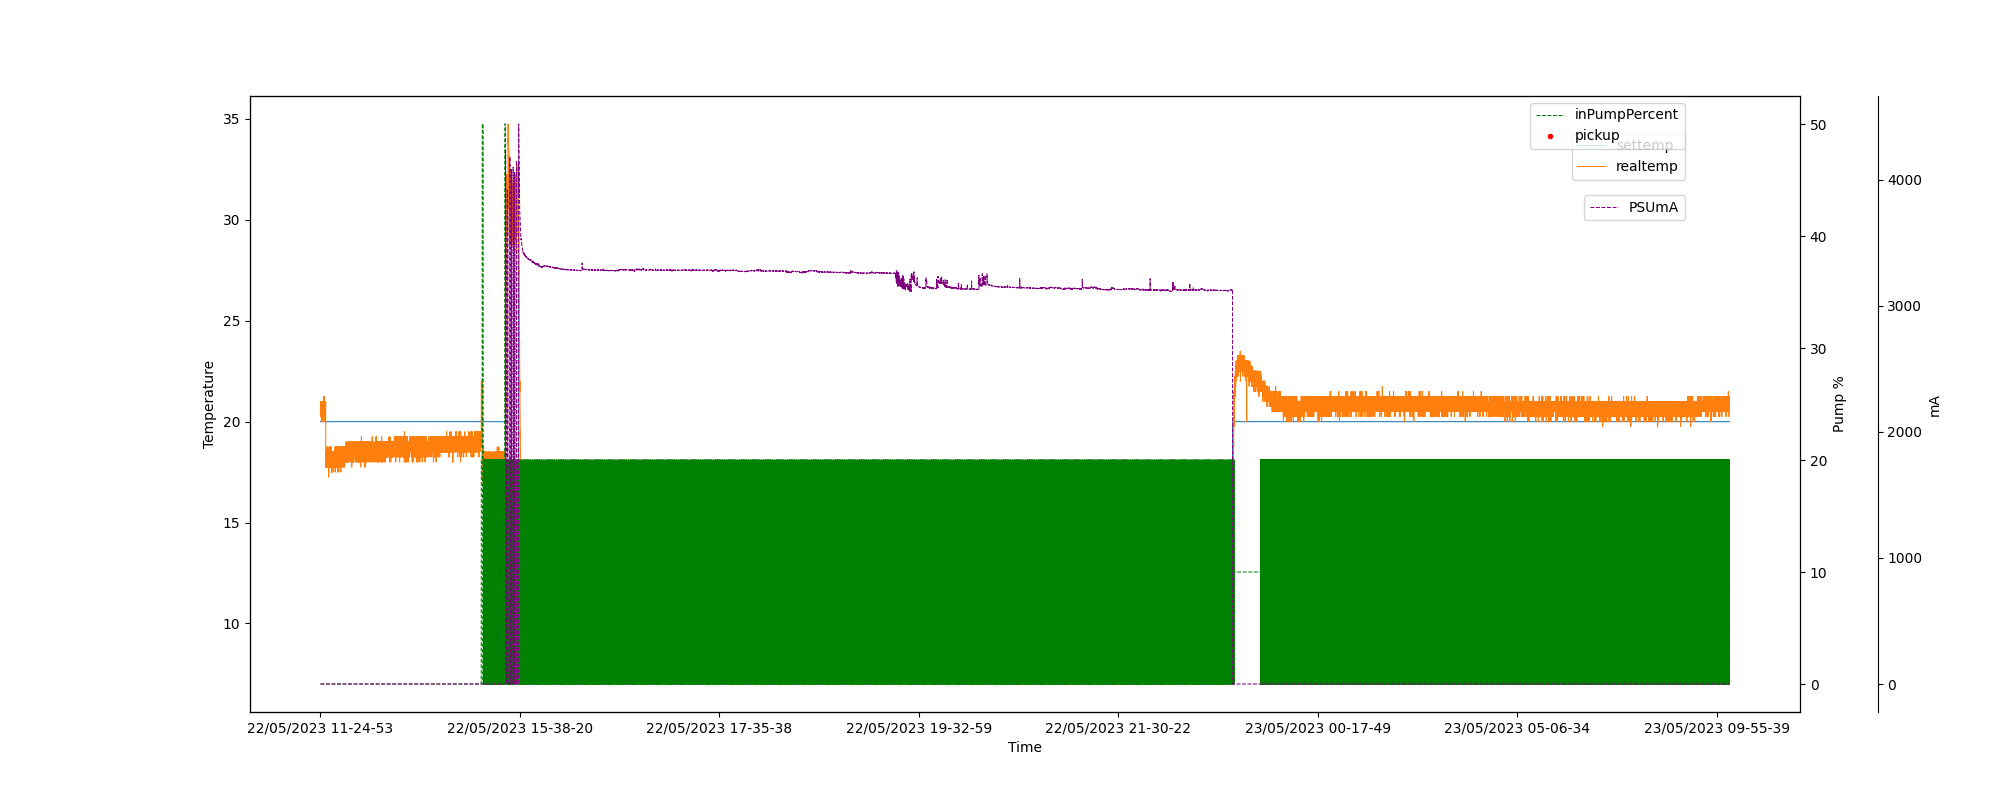 35
30
25
20
15
10
Temperature
inPumpPercent
pickup
settemp
realtemp
PSUmA
50
40
30
20
10
0
Pump %
4000
3000
2000
1000
0
mA
22/05/2023 11-24-53
22/05/2023 15-38-20
22/05/2023 17-35-38
22/05/2023 19-32-59
22/05/2023 21-30-22
23/05/2023 00-17-49
23/05/2023 05-06-34
23/05/2023 09-55-39
Time